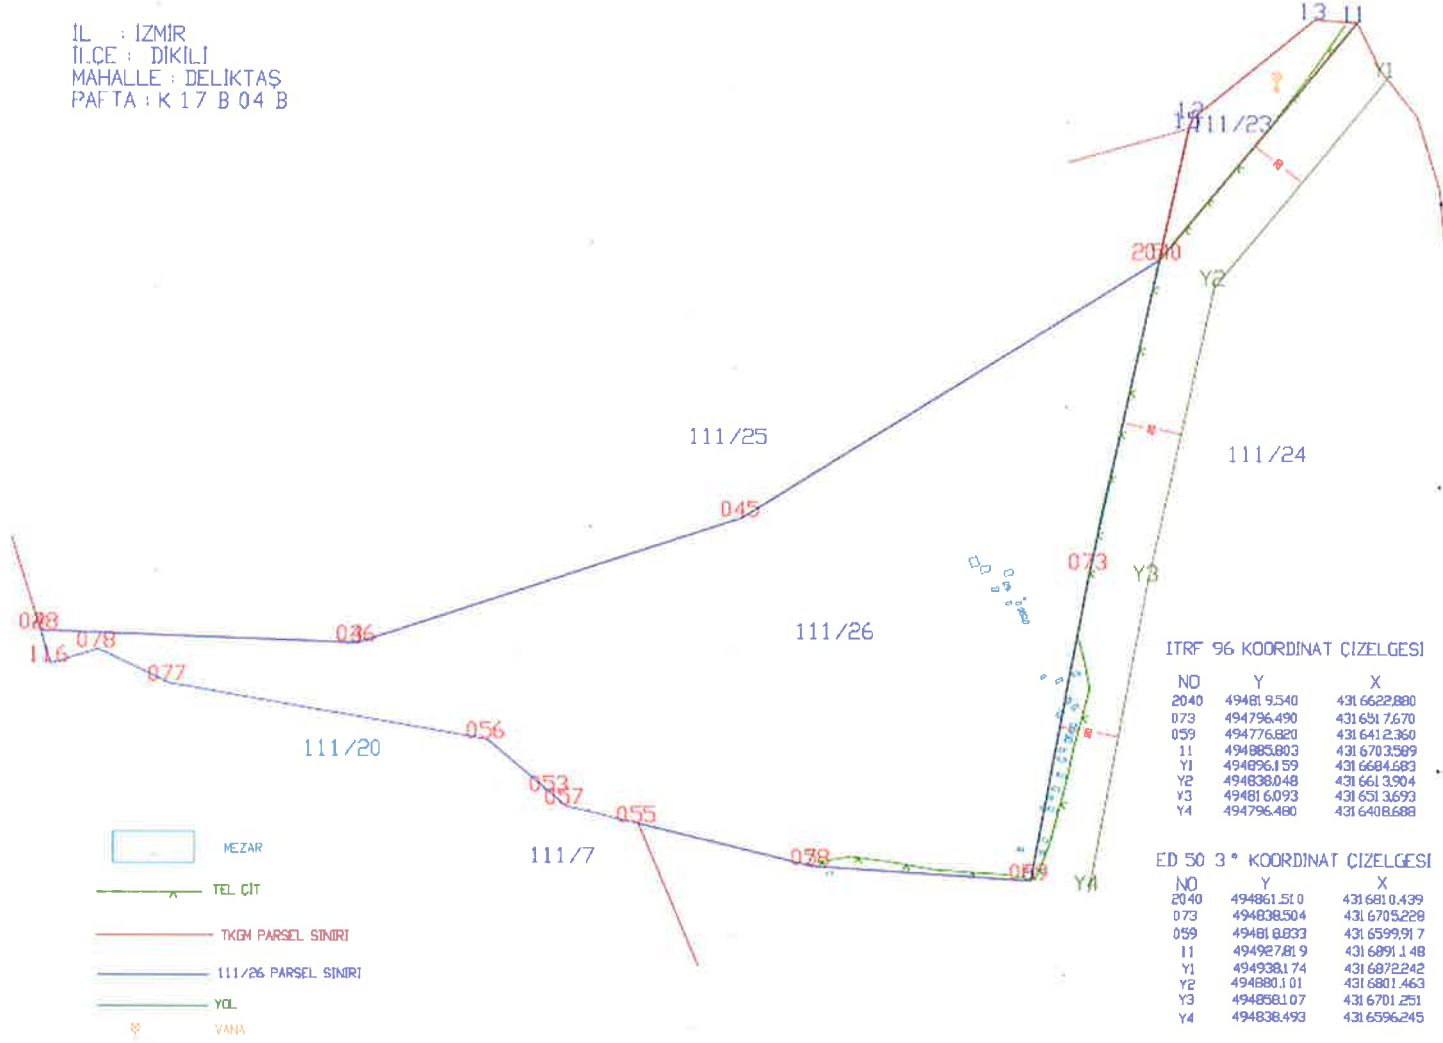 İL : İZMİR
İLÇE : DİKİLİ
MAHALLE : DELİKTAŞ
PAFTA : K 17 B 04 B
13 11
Y1
12
111/23
20
2040
Y2
111/25
111/24
20
045
073
Y3
111/26
028
036
078
116
077
056
111/20
053
057
055
20
111/7
038
059
Y4
ITRF 96 KOORDINAT ÇİZELGESİ
NO Y X
2040 494819.540 4316622.880
073 494796.490 4316517.670
059 494776.820 4316412.360
11 494885.803 4316703.589
Y1 494896.159 4316684.683
Y2 494838.048 4316613.904
Y3 494816.093 4316513.693
Y4 494796.480 4316408.688
ED 50 3° KOORDINAT ÇİZELGESİ
NO Y X
2040 494861.510 4316810.439
073 494838.504 4316705.228
059 494818.833 4316599.917
11 494927.819 4316891.148
Y1 494938.174 4316872.242
Y2 494880.101 4316801.463
Y3 494858.107 4316701.251
Y4 494838.493 4316596.245
MEZAR
TEL ÇİT
TKGM PARSEL SINIRI
111/26 PARSEL SINIRI
YOL
VANA